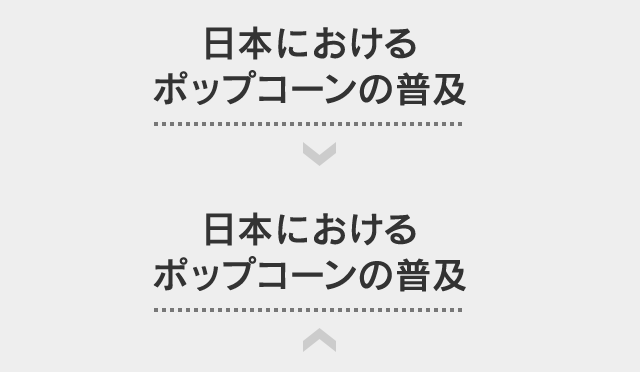 日本における
ポップコーンの普及
日本における
ポップコーンの普及